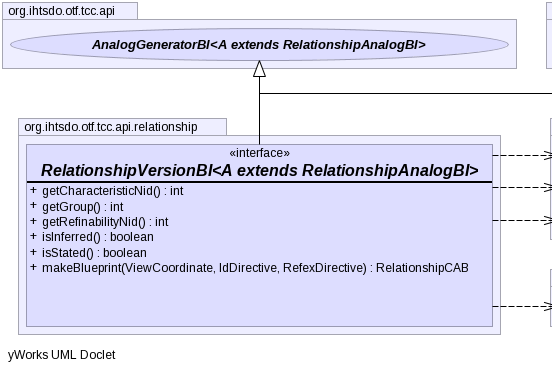 org.ihtsdo.otf.tcc.api
AnalogGeneratorBI<A extends RelationshipAnalogBI>
org.ihtsdo.otf.tcc.api.relationship
«interface»
RelationshipVersionBI<A extends RelationshipAnalogBI>
+ getCharacteristicNid() : int
+ getGroup() : int
+ getRefinabilityNid() : int
+ isInferred() : boolean
+ isStated() : boolean
+ makeBlueprint(ViewCoordinate, IdDirective, RefexDirective) : RelationshipCAB
yWorks UML Doclet